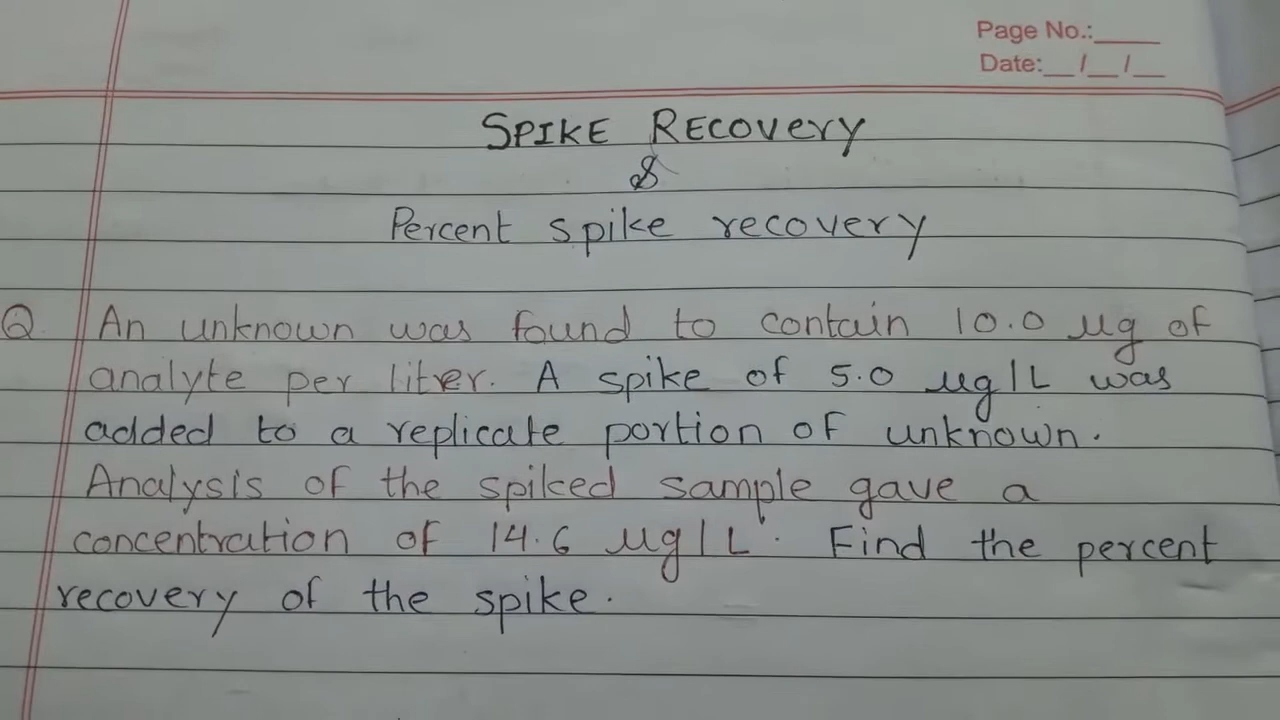 Page No.:____
Date:__/__/__
SPIKE RECOVERY
&
Percent spike recovery
Q. An unknown was found to contain 10.0 μg of
analyte per litrer. A spike of 5.0 μg/L was
added to a replicate portion of unknown.
Analysis of the spiked sample gave a
concentration of 14.6 μg/L. Find the percent
recovery of the spike.